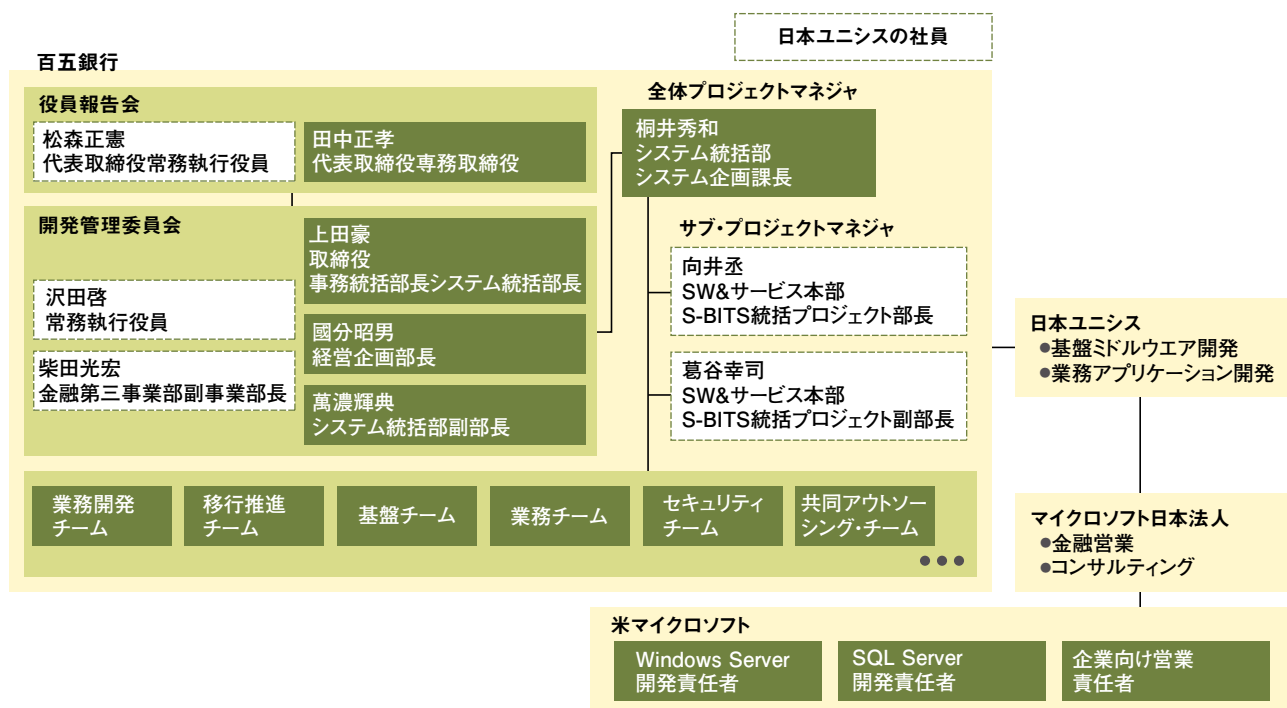 日本ユニシスの社員
百五銀行
役員報告会
松森正憲
代表取締役常務執行役員
田中正孝
代表取締役専務取締役
開発管理委員会
沢田啓
常務執行役員
柴田光宏
金融第三事業部副事業部長
上田豪
取締役
事務統括部長システム統括部長
國分昭男
経営企画部長
萬濃輝典
システム統括部副部長
全体プロジェクトマネジャ
桐井秀和
システム統括部
システム企画課長
サブ・プロジェクトマネジャ
向井丞
SW&サービス本部
S-BITS統括プロジェクト部長
葛谷幸司
SW&サービス本部
S-BITS統括プロジェクト副部長
業務開発
チーム
移行推進
チーム
基盤チーム
業務チーム
セキュリティ
チーム
共同アウトソー
シング・チーム
●●●
日本ユニシス
●基盤ミドルウエア開発
●業務アプリケーション開発
マイクロソフト日本法人
●金融営業
●コンサルティング
米マイクロソフト
Windows Server
開発責任者
SQL Server
開発責任者
企業向け営業
責任者